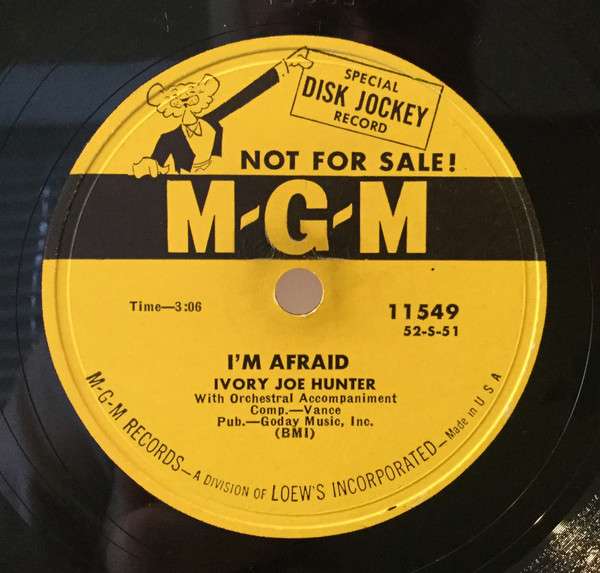 SPECIAL
DISK JOCKEY
RECORD
NOT FOR SALE!
M-G-M
Time—3:06
11549
52-S-51
I'M AFRAID
IVORY JOE HUNTER
With Orchestral Accompaniment
Comp.—Vance
Pub.—Goday Music, Inc.
(BMI)
M-G-M RECORDS—A DIVISION OF LOEW'S INCORPORATED—Made in U S A